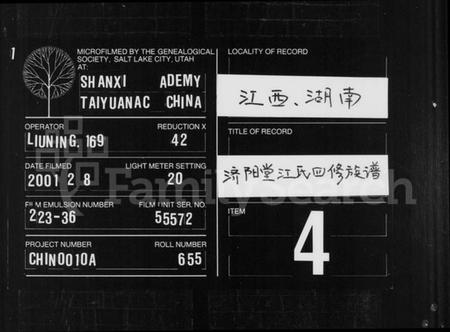 1
MICROFILMED BY THE GENEALOGICAL
SOCIETY, SALT LAKE CITY, UTAH
AT:
SHANXI ADEMY
TAIYUANAC CHINA
OPERATOR REDUCTION X
LIUNING. 169 42
DATE FILMED LIGHT METER SETTING
2001 2 8 20
FILM EMULSION NUMBER FILM UNIT SER. NO.
223-36 55572
PROJECT NUMBER ROLL NUMBER
CHIN0010A 655
LOCALITY OF RECORD
江西、湖南
TITLE OF RECORD
济阳堂江氏四修族谱
ITEM
4
FamilySearch